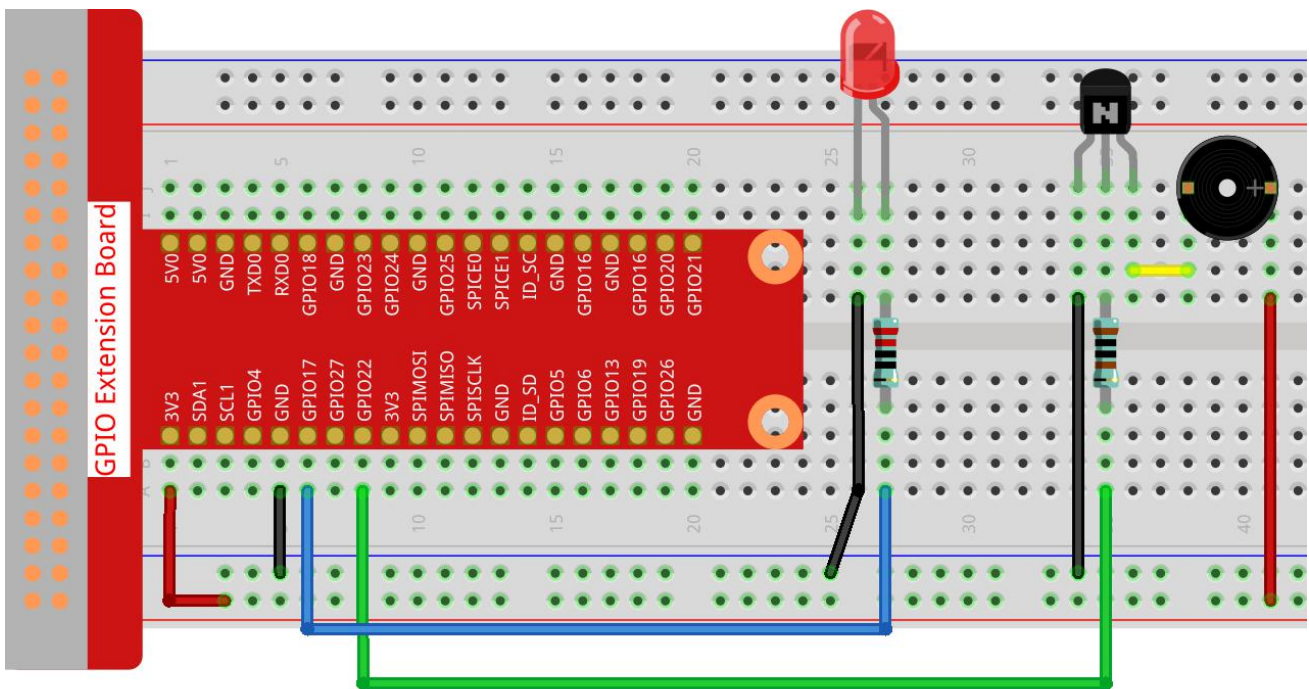 GPIO Extension Board
1 5 10 15 20 25 30
J
I
5V0
5V0
GND
TXD0
RXD0
GPIO18
GND
GPIO23
GPIO24
GND
GPIO25
SPICE0
SPICE1
ID_SC
GND
GPIO16
GND
GPIO16
GPIO20
GPIO21
3V3
SDA1
SCL1
GPIO4
GND
GPIO17
GPIO27
GPIO22
3V3
SPIMOSI
SPIMISO
SPISCLK
GND
ID_SD
GPIO5
GPIO6
GPIO13
GPIO19
GPIO26
GND
B
A
10 15 20 25 30 40
N
+